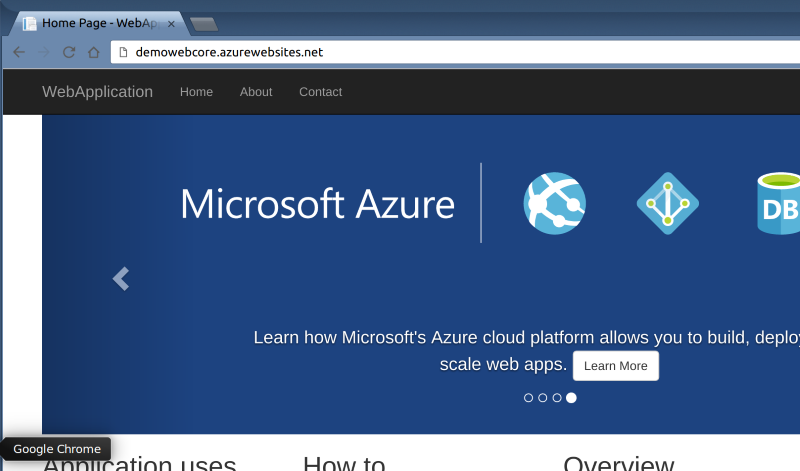 Home Page - WebAp
demowebcore.azurewebsites.net
WebApplication Home About Contact
Microsoft Azure
DB
Learn how Microsoft's Azure cloud platform allows you to build, deploy
scale web apps. Learn More
Google Chrome
Application uses How to Overview